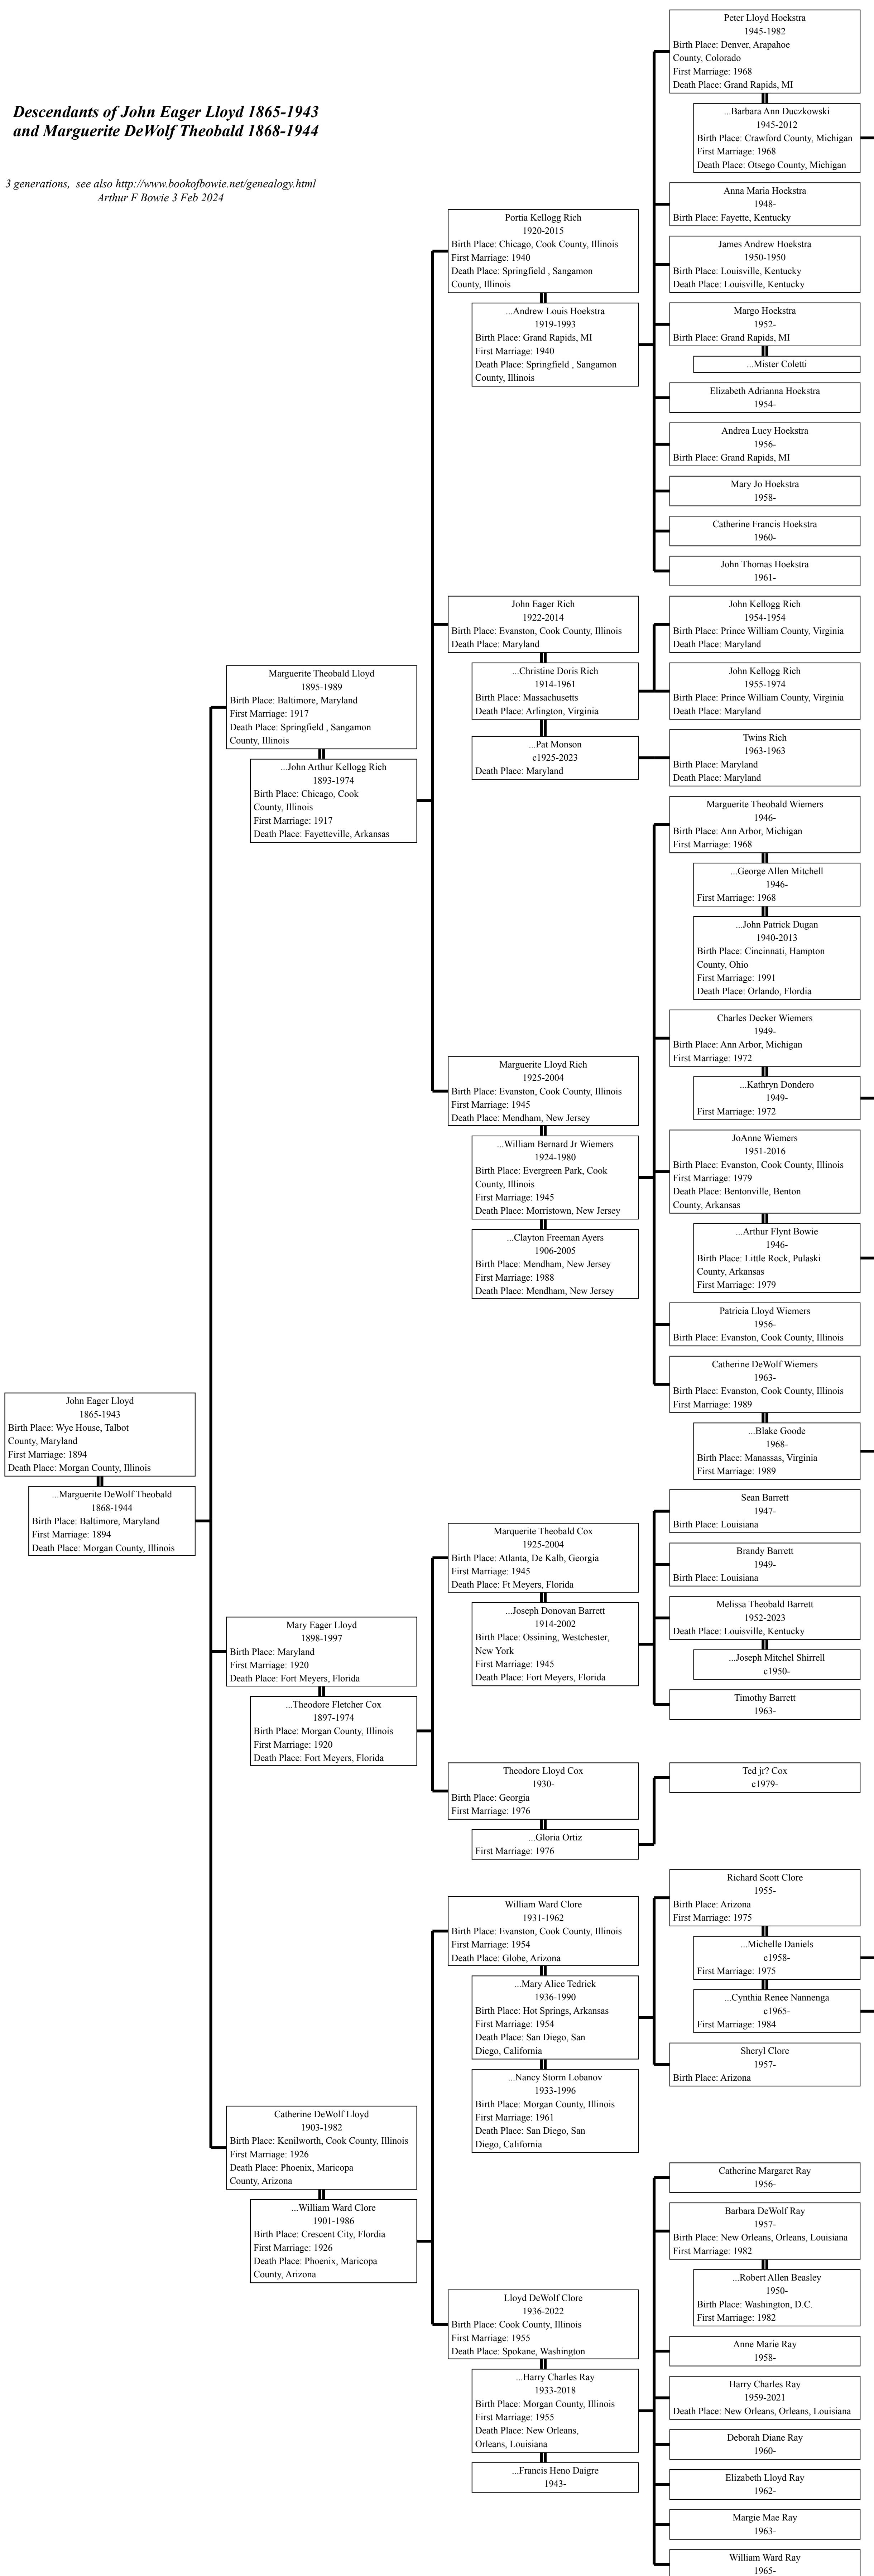 Descendants of John Eager Lloyd 1865-1943
and Marguerite DeWolf Theobald 1868-1944
3 generations,  see also http://www.bookofbowie.net/genealogy.html
Arthur F Bowie 3 Feb 2024
John Eager Lloyd
1865-1943
Birth Place: Wye House, Talbot
County, Maryland
First Marriage: 1894
Death Place: Morgan County, Illinois
...Marguerite DeWolf Theobald
1868-1944
Birth Place: Baltimore, Maryland
First Marriage: 1894
Death Place: Morgan County, Illinois
Marguerite Theobald Lloyd
1895-1989
Birth Place: Baltimore, Maryland
First Marriage: 1917
Death Place: Springfield , Sangamon
County, Illinois
...John Arthur Kellogg Rich
1893-1974
Birth Place: Chicago, Cook
County, Illinois
First Marriage: 1917
Death Place: Fayetteville, Arkansas
Portia Kellogg Rich
1920-2015
Birth Place: Chicago, Cook County, Illinois
First Marriage: 1940
Death Place: Springfield , Sangamon
County, Illinois
...Andrew Louis Hoekstra
1919-1993
Birth Place: Grand Rapids, MI
First Marriage: 1940
Death Place: Springfield , Sangamon
County, Illinois
Peter Lloyd Hoekstra
1945-1982
Birth Place: Denver, Arapahoe
County, Colorado
First Marriage: 1968
Death Place: Grand Rapids, MI
...Barbara Ann Duczkowski
1945-2012
Birth Place: Crawford County, Michigan
First Marriage: 1968
Death Place: Otsego County, Michigan
Anna Maria Hoekstra
1948-
Birth Place: Fayette, Kentucky
James Andrew Hoekstra
1950-1950
Birth Place: Louisville, Kentucky
Death Place: Louisville, Kentucky
Margo Hoekstra
1952-
Birth Place: Grand Rapids, MI
...Mister Coletti
Elizabeth Adrianna Hoekstra
1954-
Andrea Lucy Hoekstra
1956-
Birth Place: Grand Rapids, MI
Mary Jo Hoekstra
1958-
Catherine Francis Hoekstra
1960-
John Thomas Hoekstra
1961-
John Eager Rich
1922-2014
Birth Place: Evanston, Cook County, Illinois
Death Place: Maryland
...Christine Doris Rich
1914-1961
Birth Place: Massachusetts
Death Place: Arlington, Virginia
...Pat Monson
c1925-2023
Death Place: Maryland
John Kellogg Rich
1954-1954
Birth Place: Prince William County, Virginia
Death Place: Maryland
John Kellogg Rich
1955-1974
Birth Place: Prince William County, Virginia
Death Place: Maryland
Twins Rich
1963-1963
Birth Place: Maryland
Death Place: Maryland
Marguerite Lloyd Rich
1925-2004
Birth Place: Evanston, Cook County, Illinois
First Marriage: 1945
Death Place: Mendham, New Jersey
...William Bernard Jr Wiemers
1924-1980
Birth Place: Evergreen Park, Cook
County, Illinois
First Marriage: 1945
Death Place: Morristown, New Jersey
...Clayton Freeman Ayers
1906-2005
Birth Place: Mendham, New Jersey
First Marriage: 1988
Death Place: Mendham, New Jersey
Marguerite Theobald Wiemers
1946-
Birth Place: Ann Arbor, Michigan
First Marriage: 1968
...George Allen Mitchell
1946-
First Marriage: 1968
...John Patrick Dugan
1940-2013
Birth Place: Cincinnati, Hampton
County, Ohio
First Marriage: 1991
Death Place: Orlando, Flordia
Charles Decker Wiemers
1949-
Birth Place: Ann Arbor, Michigan
First Marriage: 1972
...Kathryn Dondero
1949-
First Marriage: 1972
JoAnne Wiemers
1951-2016
Birth Place: Evanston, Cook County, Illinois
First Marriage: 1979
Death Place: Bentonville, Benton
County, Arkansas
...Arthur Flynt Bowie
1946-
Birth Place: Little Rock, Pulaski
County, Arkansas
First Marriage: 1979
Patricia Lloyd Wiemers
1956-
Birth Place: Evanston, Cook County, Illinois
Catherine DeWolf Wiemers
1963-
Birth Place: Evanston, Cook County, Illinois
First Marriage: 1989
...Blake Goode
1968-
Birth Place: Manassas, Virginia
First Marriage: 1989
Mary Eager Lloyd
1898-1997
Birth Place: Maryland
First Marriage: 1920
Death Place: Fort Meyers, Florida
...Theodore Fletcher Cox
1897-1974
Birth Place: Morgan County, Illinois
First Marriage: 1920
Death Place: Fort Meyers, Florida
Marquerite Theobald Cox
1925-2004
Birth Place: Atlanta, De Kalb, Georgia
First Marriage: 1945
Death Place: Ft Meyers, Florida
...Joseph Donovan Barrett
1914-2002
Birth Place: Ossining, Westchester,
New York
First Marriage: 1945
Death Place: Fort Meyers, Florida
Sean Barrett
1947-
Birth Place: Louisiana
Brandy Barrett
1949-
Birth Place: Louisiana
Melissa Theobald Barrett
1952-2023
Death Place: Louisville, Kentucky
...Joseph Mitchel Shirrell
c1950-
Timothy Barrett
1963-
Theodore Lloyd Cox
1930-
Birth Place: Georgia
First Marriage: 1976
...Gloria Ortiz
First Marriage: 1976
Ted jr? Cox
c1979-
Catherine DeWolf Lloyd
1903-1982
Birth Place: Kenilworth, Cook County, Illinois
First Marriage: 1926
Death Place: Phoenix, Maricopa
County, Arizona
...William Ward Clore
1901-1986
Birth Place: Crescent City, Flordia
First Marriage: 1926
Death Place: Phoenix, Maricopa
County, Arizona
William Ward Clore
1931-1962
Birth Place: Evanston, Cook County, Illinois
First Marriage: 1954
Death Place: Globe, Arizona
...Mary Alice Tedrick
1936-1990
Birth Place: Hot Springs, Arkansas
First Marriage: 1954
Death Place: San Diego, San
Diego, California
...Nancy Storm Lobanov
1933-1996
Birth Place: Morgan County, Illinois
First Marriage: 1961
Death Place: San Diego, San
Diego, California
Richard Scott Clore
1955-
Birth Place: Arizona
First Marriage: 1975
...Michelle Daniels
c1958-
First Marriage: 1975
...Cynthia Renee Nannenga
c1965-
First Marriage: 1984
Sheryl Clore
1957-
Birth Place: Arizona
Lloyd DeWolf Clore
1936-2022
Birth Place: Cook County, Illinois
First Marriage: 1955
Death Place: Spokane, Washington
...Harry Charles Ray
1933-2018
Birth Place: Morgan County, Illinois
First Marriage: 1955
Death Place: New Orleans,
Orleans, Louisiana
...Francis Heno Daigre
1943-
Catherine Margaret Ray
1956-
Barbara DeWolf Ray
1957-
Birth Place: New Orleans, Orleans, Louisiana
First Marriage: 1982
...Robert Allen Beasley
1950-
Birth Place: Washington, D.C.
First Marriage: 1982
Anne Marie Ray
1958-
Harry Charles Ray
1959-2021
Death Place: New Orleans, Orleans, Louisiana
Deborah Diane Ray
1960-
Elizabeth Lloyd Ray
1962-
Margie Mae Ray
1963-
William Ward Ray
1965-